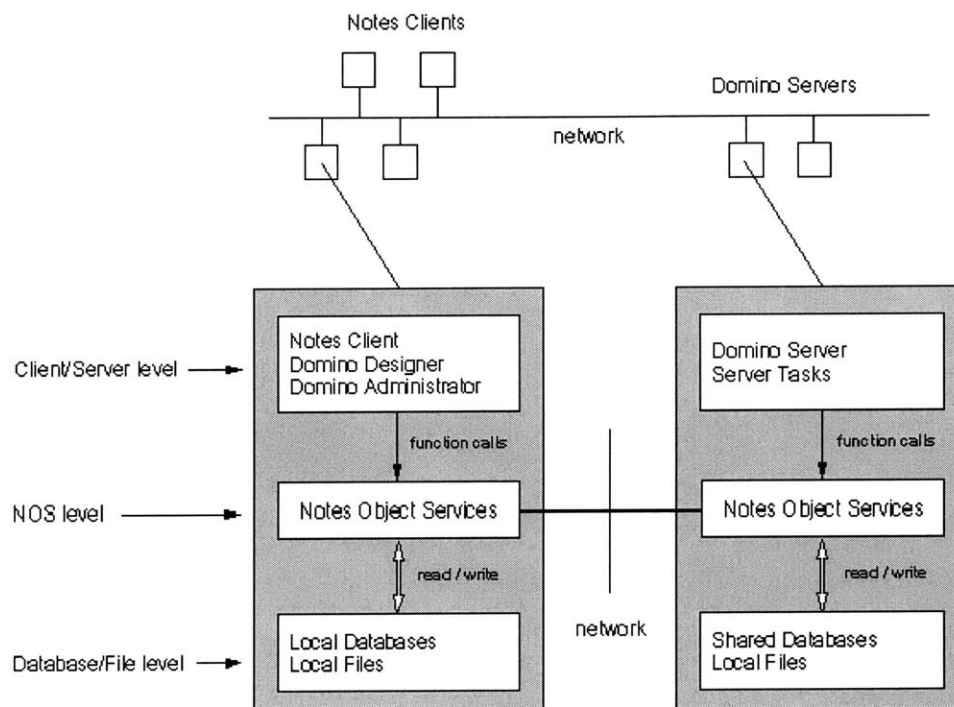 Notes Clients
Domino Servers
network
Client/Server level
Notes Client
Domino Designer
Domino Administrator
Domino Server
Server Tasks
function calls
function calls
NOS level
Notes Object Services
Notes Object Services
read / write
read / write
network
Database/File level
Local Databases
Local Files
Shared Databases
Local Files